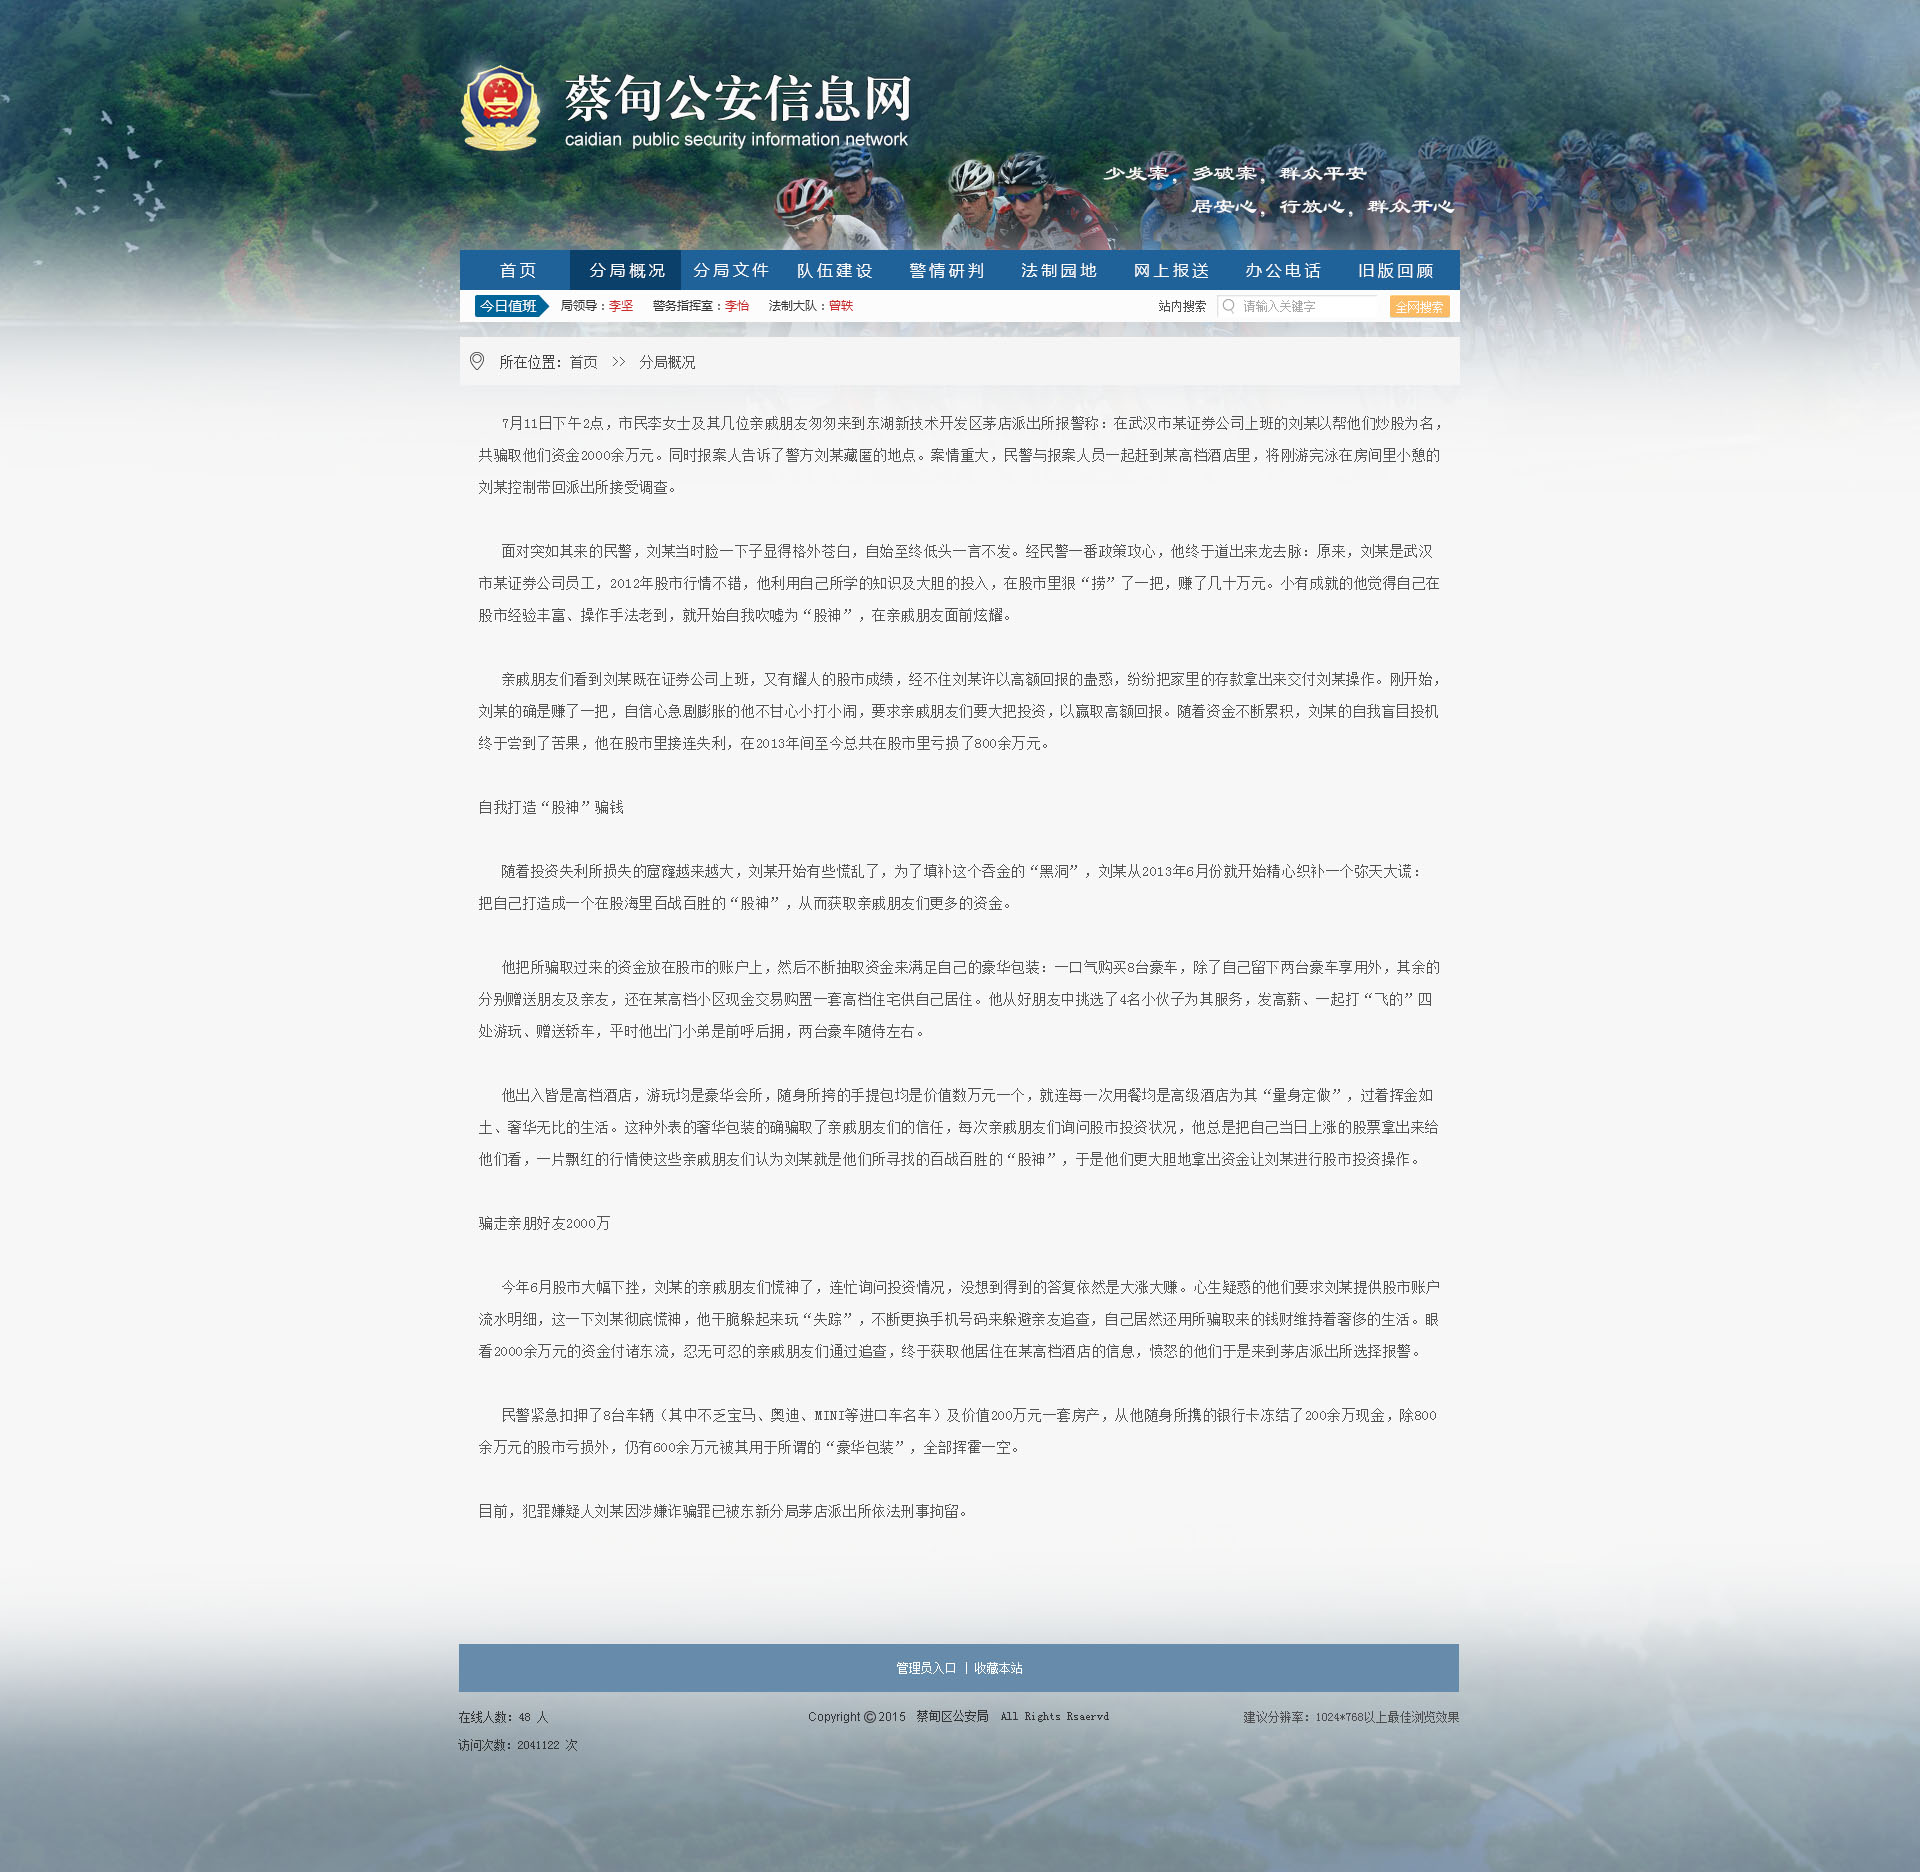 蔡甸公安信息网
caidian public security information network
少发案，多破案，群众平安
居安心，行放心，群众开心
首页 分局概况 分局文件 队伍建设 警情研判 法制园地 网上报送 办公电话 旧版回顾
今日值班 局领导：李坚 警务指挥室：李怡 法制大队：曾轶 站内搜索 请输入关键字 全网搜索
所在位置: 首页 >> 分局概况
7月11日下午2点，市民李女士及其几位亲戚朋友匆匆来到东湖新技术开发区茅店派出所报警称：在武汉市某证券公司上班的刘某以帮他们炒股为名，
共骗取他们资金2000余万元。同时报案人告诉了警方刘某藏匿的地点。案情重大，民警与报案人员一起赶到某高档酒店里，将刚游完泳在房间里小憩的
刘某控制带回派出所接受调查。
面对突如其来的民警，刘某当时脸一下子显得格外苍白，自始至终低头一言不发。经民警一番政策攻心，他终于道出来龙去脉：原来，刘某是武汉
市某证券公司员工，2012年股市行情不错，他利用自己所学的知识及大胆的投入，在股市里狠“捞”了一把，赚了几十万元。小有成就的他觉得自己在
股市经验丰富、操作手法老到，就开始自我吹嘘为“股神”，在亲戚朋友面前炫耀。
亲戚朋友们看到刘某既在证券公司上班，又有耀人的股市成绩，经不住刘某许以高额回报的蛊惑，纷纷把家里的存款拿出来交付刘某操作。刚开始，
刘某的确是赚了一把，自信心急剧膨胀的他不甘心小打小闹，要求亲戚朋友们要大把投资，以赢取高额回报。随着资金不断累积，刘某的自我盲目投机
终于尝到了苦果，他在股市里接连失利，在2013年间至今总共在股市里亏损了800余万元。
自我打造“股神”骗钱
随着投资失利所损失的窟窿越来越大，刘某开始有些慌乱了，为了填补这个吞金的“黑洞”，刘某从2013年6月份就开始精心织补一个弥天大谎：
把自己打造成一个在股海里百战百胜的“股神”，从而获取亲戚朋友们更多的资金。
他把所骗取过来的资金放在股市的账户上，然后不断抽取资金来满足自己的豪华包装：一口气购买8台豪车，除了自己留下两台豪车享用外，其余的
分别赠送朋友及亲友，还在某高档小区现金交易购置一套高档住宅供自己居住。他从好朋友中挑选了4名小伙子为其服务，发高薪、一起打“飞的”四
处游玩、赠送轿车，平时他出门小弟是前呼后拥，两台豪车随侍左右。
他出入皆是高档酒店，游玩均是豪华会所，随身所挎的手提包均是价值数万元一个，就连每一次用餐均是高级酒店为其“量身定做”，过着挥金如
土、奢华无比的生活。这种外表的奢华包装的确骗取了亲戚朋友们的信任，每次亲戚朋友们询问股市投资状况，他总是把自己当日上涨的股票拿出来给
他们看，一片飘红的行情使这些亲戚朋友们认为刘某就是他们所寻找的百战百胜的“股神”，于是他们更大胆地拿出资金让刘某进行股市投资操作。
骗走亲朋好友2000万
今年6月股市大幅下挫，刘某的亲戚朋友们慌神了，连忙询问投资情况，没想到得到的答复依然是大涨大赚。心生疑惑的他们要求刘某提供股市账户
流水明细，这一下刘某彻底慌神，他干脆躲起来玩“失踪”，不断更换手机号码来躲避亲友追查，自己居然还用所骗取来的钱财维持着奢侈的生活。眼
看2000余万元的资金付诸东流，忍无可忍的亲戚朋友们通过追查，终于获取他居住在某高档酒店的信息，愤怒的他们于是来到茅店派出所选择报警。
民警紧急扣押了8台车辆（其中不乏宝马、奥迪、MINI等进口车名车）及价值200万元一套房产，从他随身所携的银行卡冻结了200余万现金，除800
余万元的股市亏损外，仍有600余万元被其用于所谓的“豪华包装”，全部挥霍一空。
目前，犯罪嫌疑人刘某因涉嫌诈骗罪已被东新分局茅店派出所依法刑事拘留。
管理员入口 | 收藏本站
在线人数: 48 人 Copyright ©2015 蔡甸区公安局 All Rights Rsaervd 建议分辨率: 1024*768以上最佳浏览效果
访问次数: 2041122 次